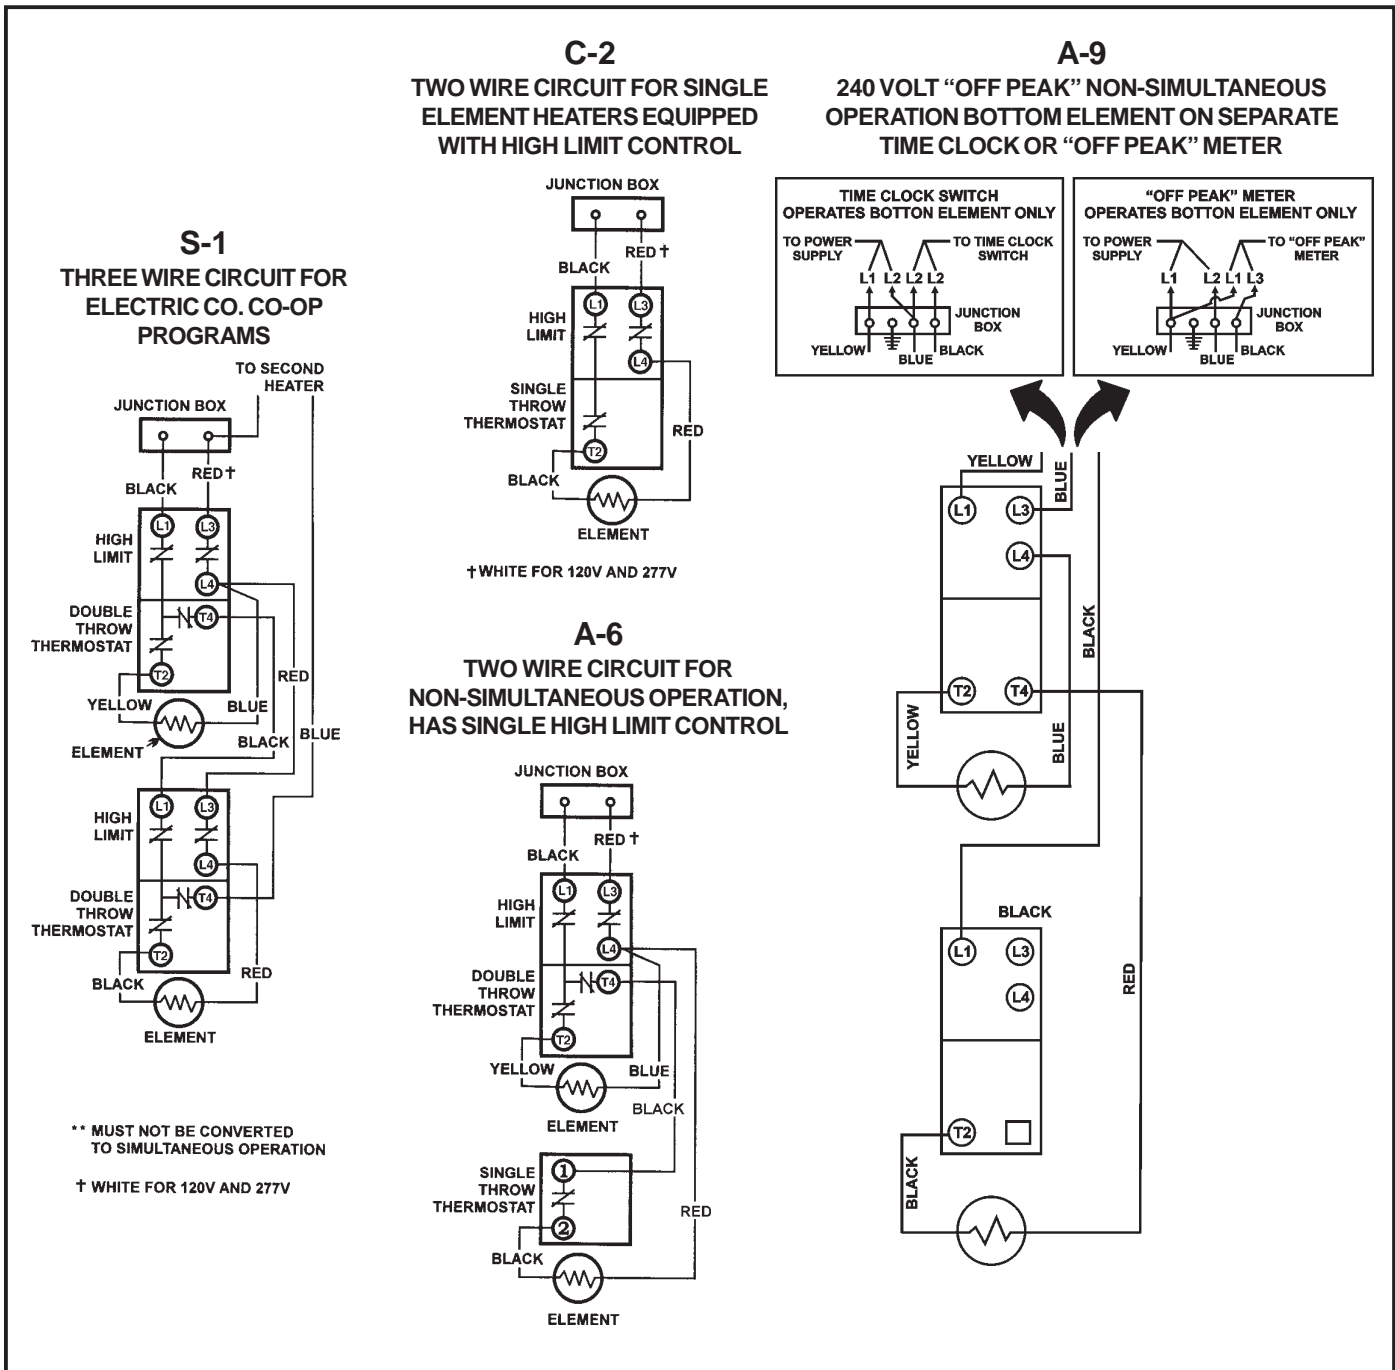 S-1
THREE WIRE CIRCUIT FOR
ELECTRIC CO. CO-OP
PROGRAMS
TO SECOND
HEATER
JUNCTION BOX
RED†
BLACK
L1
L3
HIGH
LIMIT
L4
DOUBLE
THROW
THERMOSTAT
T4
T2
RED
YELLOW
BLUE
BLACK
BLUE
ELEMENT
L1
L3
HIGH
LIMIT
L4
DOUBLE
THROW
THERMOSTAT
T4
T2
BLACK
RED
ELEMENT
** MUST NOT BE CONVERTED
TO SIMULTANEOUS OPERATION
† WHITE FOR 120V AND 277V
C-2
TWO WIRE CIRCUIT FOR SINGLE
ELEMENT HEATERS EQUIPPED
WITH HIGH LIMIT CONTROL
JUNCTION BOX
RED †
BLACK
L1
L3
HIGH
LIMIT
L4
SINGLE
THROW
THERMOSTAT
RED
T2
BLACK
ELEMENT
†WHITE FOR 120V AND 277V
A-6
TWO WIRE CIRCUIT FOR
NON-SIMULTANEOUS OPERATION,
HAS SINGLE HIGH LIMIT CONTROL
JUNCTION BOX
RED †
BLACK
L1
L3
HIGH
LIMIT
L4
DOUBLE
THROW
THERMOSTAT
T4
T2
YELLOW
BLUE
BLACK
ELEMENT
SINGLE
THROW
THERMOSTAT
1
2
RED
BLACK
ELEMENT
A-9
240 VOLT “OFF PEAK” NON-SIMULTANEOUS
OPERATION BOTTOM ELEMENT ON SEPARATE
TIME CLOCK OR “OFF PEAK” METER
TIME CLOCK SWITCH
OPERATES BOTTON ELEMENT ONLY
TO POWER
SUPPLY
TO TIME CLOCK
SWITCH
L1 L2 L2 L2
JUNCTION
BOX
YELLOW
BLUE
BLACK
“OFF PEAK” METER
OPERATES BOTTON ELEMENT ONLY
TO POWER
SUPPLY
TO “OFF PEAK”
METER
L1 L2 L1 L3
JUNCTION
BOX
YELLOW
BLUE
BLACK
YELLOW
BLUE
L1
L3
L4
BLACK
T2
T4
YELLOW
BLUE
BLACK
L1
L3
L4
RED
T2
BLACK